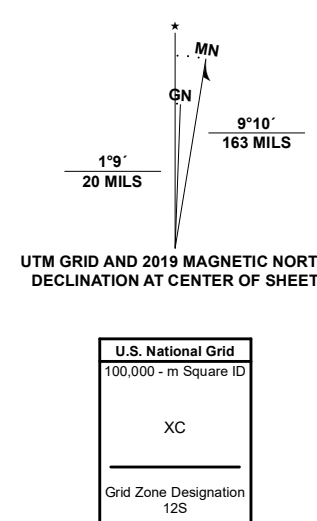 MN
GN
9°10´
163 MILS
1°9´
20 MILS
UTM GRID AND 2019 MAGNETIC NORT
DECLINATION AT CENTER OF SHEET
U.S. National Grid
100,000 - m Square ID
XC
Grid Zone Designation
12S